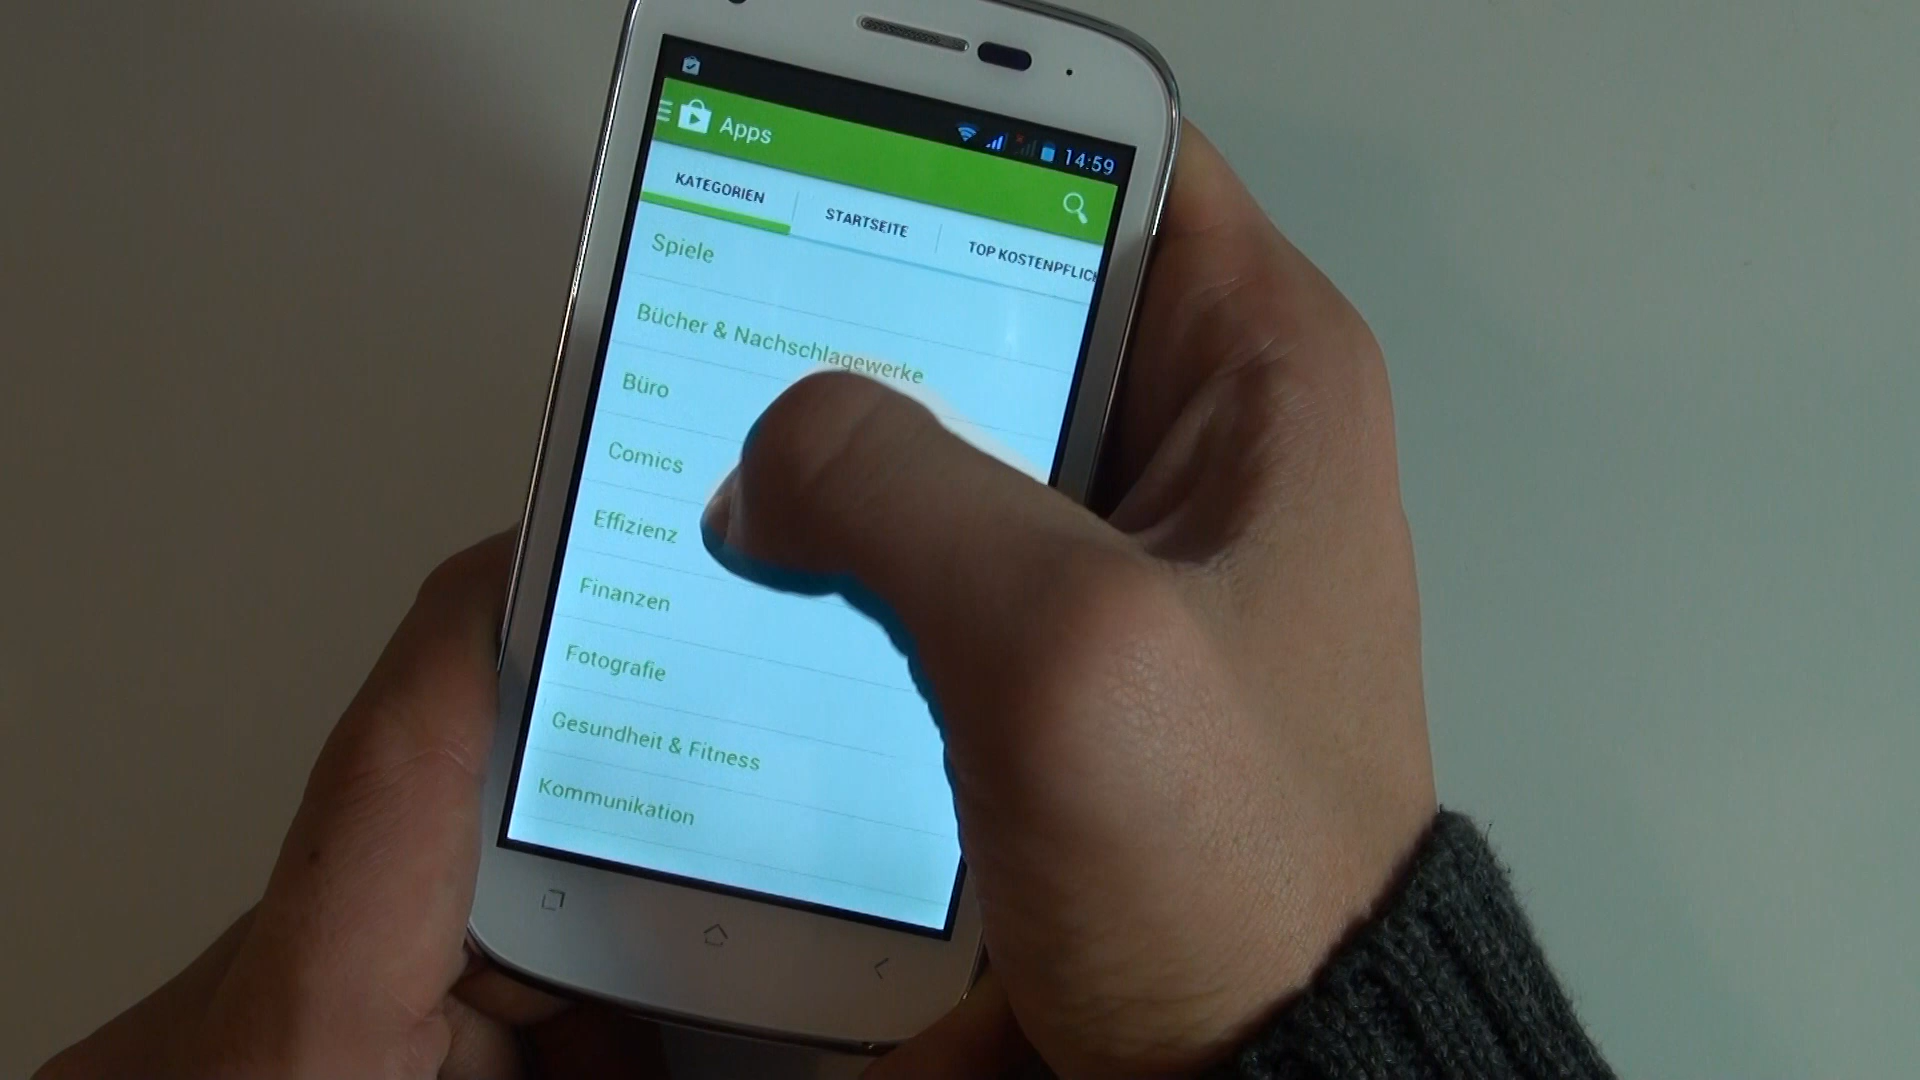 14:59
Apps
KATEGORIEN
STARTSEITE
TOP KOSTENPFLICH
Spiele
Bücher & Nachschlagewerke
Büro
Comics
Effizienz
Finanzen
Fotografie
Gesundheit & Fitness
Kommunikation